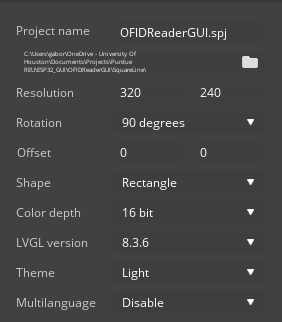 Project name OFIDReaderGUI.spj
C:\Users\gabor\OneDrive - University Of
Houston\Documents\Projects\Purdue
REU\ESP32_GUI\OFIDReaderGUI\SquareLine\
Resolution 320 240
Rotation 90 degrees
Offset 0 0
Shape Rectangle
Color depth 16 bit
LVGL version 8.3.6
Theme Light
Multilanguage Disable